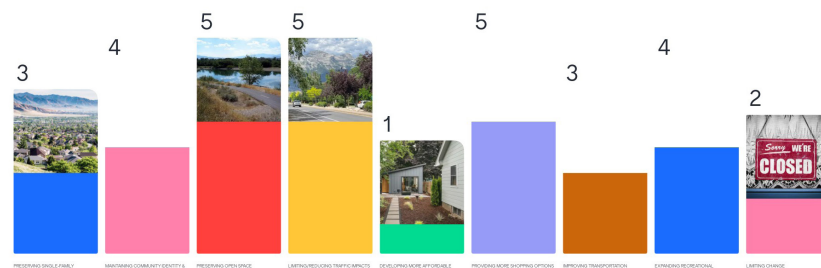 5 5 5
4 4
3 3
2
1
Sorry WE'RE
CLOSED
PRESERVING SINGLE-FAMILY
MAINTAINING COMMUNITY IDENTITY &
PRESERVING OPEN SPACE
LIMITING/REDUCING TRAFFIC IMPACTS
DEVELOPING MORE AFFORDABLE
PROVIDING MORE SHOPPING OPTIONS
IMPROVING TRANSPORTATION
EXPANDING RECREATIONAL
LIMITING CHANGE